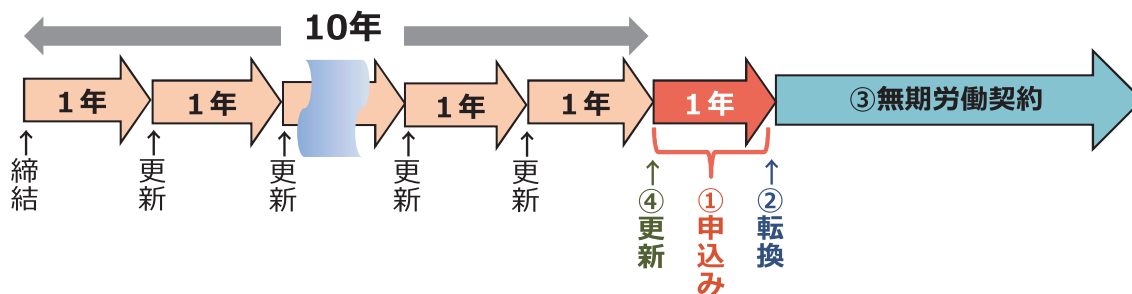 10年
1年
1年
1年
1年
1年
③無期労働契約
↑締結
↑更新
↑更新
↑更新
↑更新
↑④更新
①申込み
↑②転換